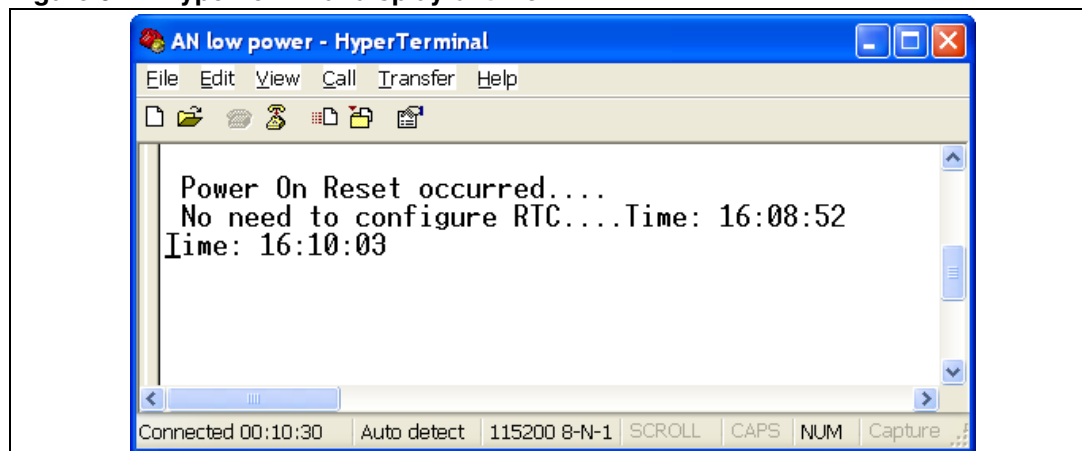 AN low power - HyperTerminal
File Edit View Call Transfer Help
Power On Reset occurred....
No need to configure RTC....Time: 16:08:52
Time: 16:10:03
Connected 00:10:30 Auto detect 115200 8-N-1 SCROLL CAPS NUM Capture